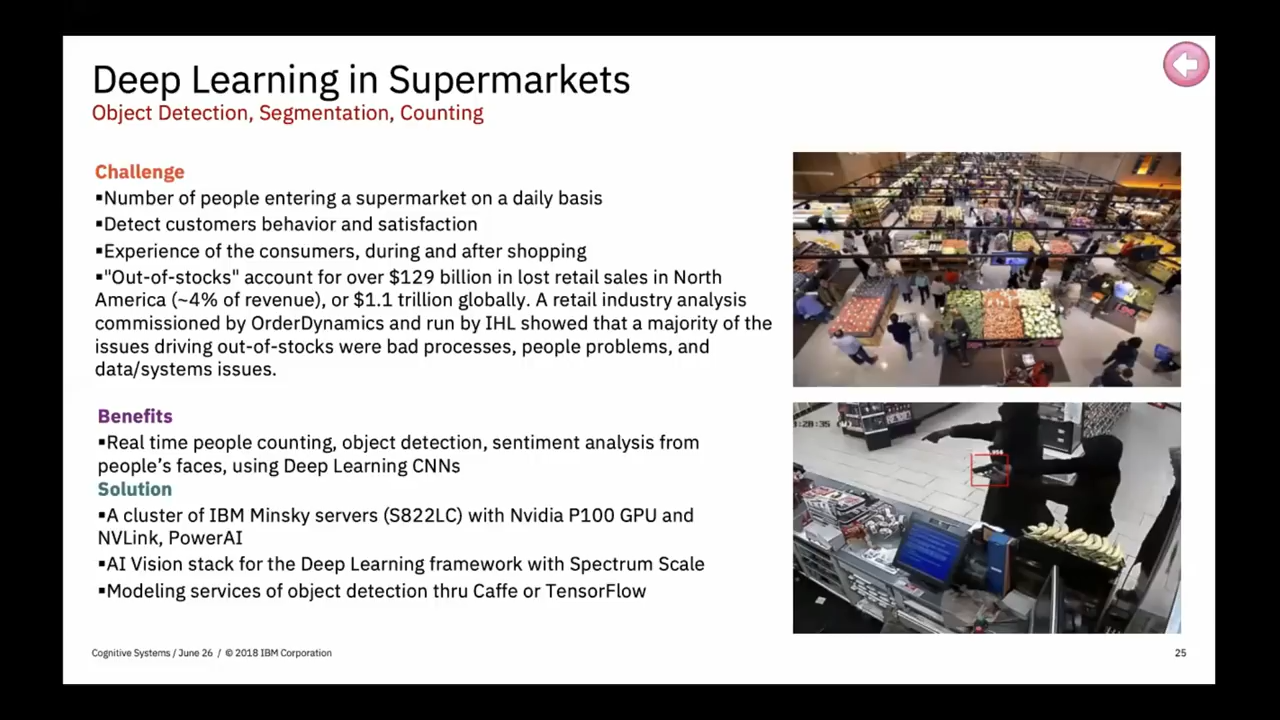 Deep Learning in Supermarkets
Object Detection, Segmentation, Counting
Challenge
▪Number of people entering a supermarket on a daily basis
▪Detect customers behavior and satisfaction
▪Experience of the consumers, during and after shopping
▪"Out-of-stocks" account for over $129 billion in lost retail sales in North
America (~4% of revenue), or $1.1 trillion globally. A retail industry analysis
commissioned by OrderDynamics and run by IHL showed that a majority of the
issues driving out-of-stocks were bad processes, people problems, and
data/systems issues.
Benefits
▪Real time people counting, object detection, sentiment analysis from
people’s faces, using Deep Learning CNNs
Solution
▪A cluster of IBM Minsky servers (S822LC) with Nvidia P100 GPU and
NVLink, PowerAI
▪AI Vision stack for the Deep Learning framework with Spectrum Scale
▪Modeling services of object detection thru Caffe or TensorFlow
:28:35
Cognitive Systems / June 26 / © 2018 IBM Corporation
25